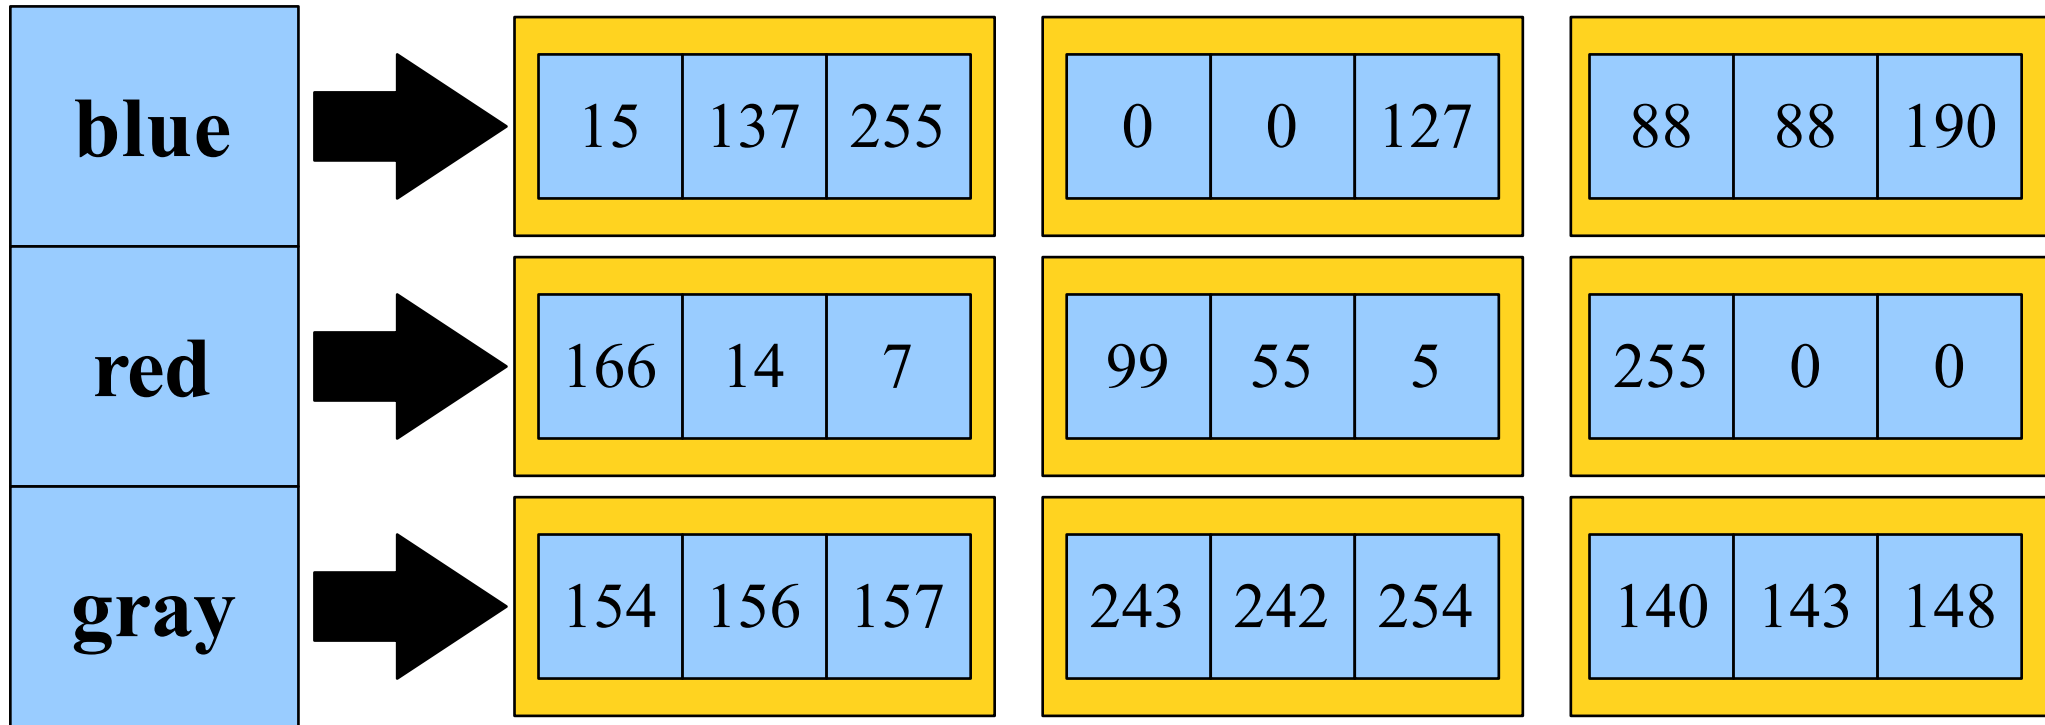 blue 15 137 255 0 0 127 88 88 190
red 166 14 7 99 55 5 255 0 0
gray 154 156 157 243 242 254 140 143 148